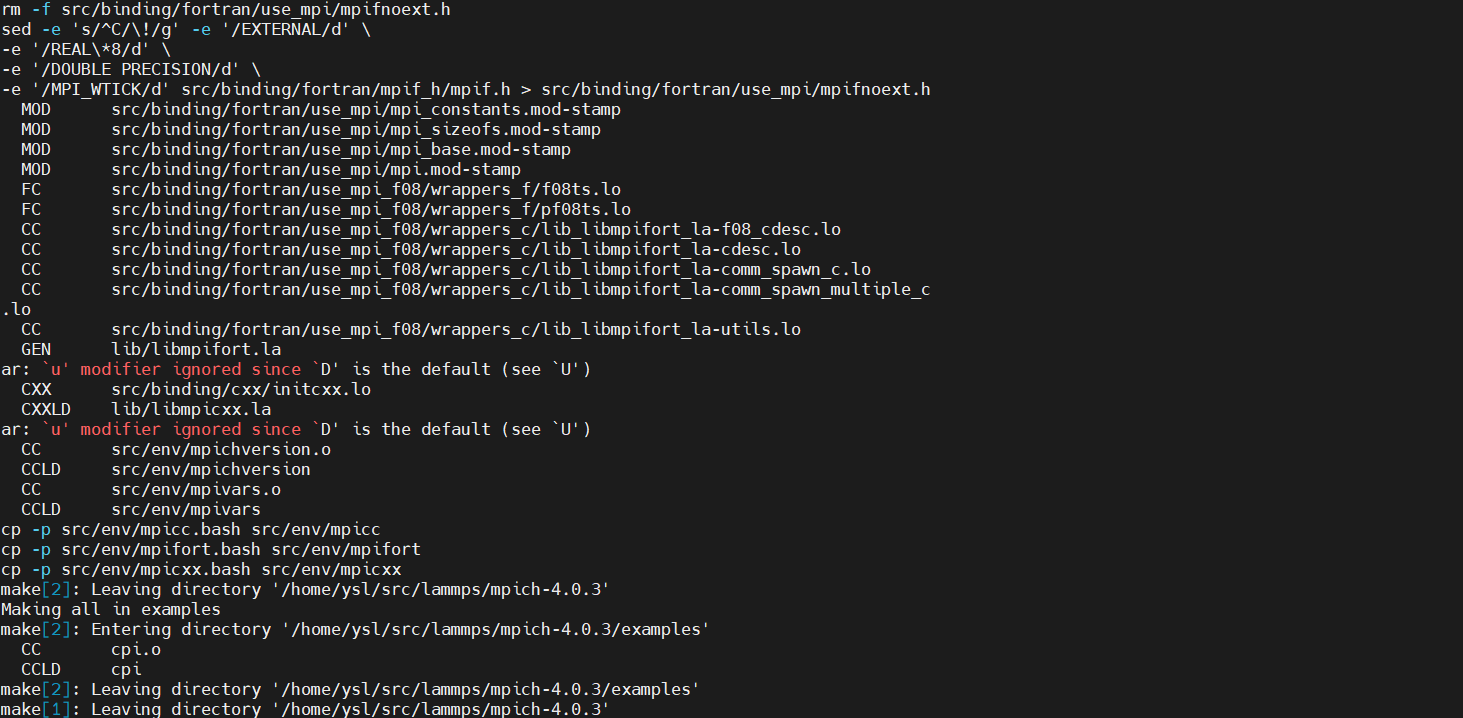 rm -f src/binding/fortran/use_mpi/mpifnoext.h
sed -e 's/^C/\!/g' -e '/EXTERNAL/d' \
-e '/REAL\*8/d' \
-e '/DOUBLE PRECISION/d' \
-e '/MPI_WTICK/d' src/binding/fortran/mpif_h/mpif.h > src/binding/fortran/use_mpi/mpifnoext.h
  MOD      src/binding/fortran/use_mpi/mpi_constants.mod-stamp
  MOD      src/binding/fortran/use_mpi/mpi_sizeofs.mod-stamp
  MOD      src/binding/fortran/use_mpi/mpi_base.mod-stamp
  MOD      src/binding/fortran/use_mpi/mpi.mod-stamp
  FC       src/binding/fortran/use_mpi_f08/wrappers_f/f08ts.lo
  FC       src/binding/fortran/use_mpi_f08/wrappers_f/pf08ts.lo
  CC       src/binding/fortran/use_mpi_f08/wrappers_c/lib_libmpifort_la-f08_cdesc.lo
  CC       src/binding/fortran/use_mpi_f08/wrappers_c/lib_libmpifort_la-cdesc.lo
  CC       src/binding/fortran/use_mpi_f08/wrappers_c/lib_libmpifort_la-comm_spawn_c.lo
  CC       src/binding/fortran/use_mpi_f08/wrappers_c/lib_libmpifort_la-comm_spawn_multiple_c
.lo
  CC       src/binding/fortran/use_mpi_f08/wrappers_c/lib_libmpifort_la-utils.lo
  GEN      lib/libmpifort.la
ar: `u' modifier ignored since `D' is the default (see `U')
  CXX      src/binding/cxx/initcxx.lo
  CXXLD    lib/libmpicxx.la
ar: `u' modifier ignored since `D' is the default (see `U')
  CC       src/env/mpichversion.o
  CCLD     src/env/mpichversion
  CC       src/env/mpivars.o
  CCLD     src/env/mpivars
cp -p src/env/mpicc.bash src/env/mpicc
cp -p src/env/mpifort.bash src/env/mpifort
cp -p src/env/mpicxx.bash src/env/mpicxx
make[2]: Leaving directory '/home/ysl/src/lammps/mpich-4.0.3'
Making all in examples
make[2]: Entering directory '/home/ysl/src/lammps/mpich-4.0.3/examples'
  CC       cpi.o
  CCLD     cpi
make[2]: Leaving directory '/home/ysl/src/lammps/mpich-4.0.3/examples'
make[1]: Leaving directory '/home/ysl/src/lammps/mpich-4.0.3'